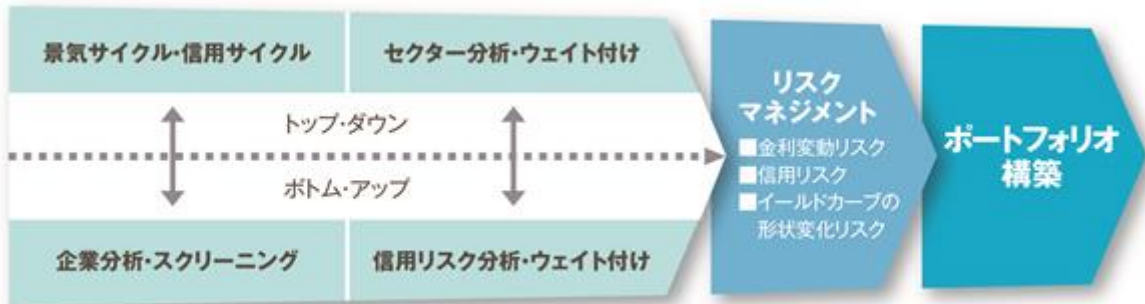 景気サイクル・信用サイクル
セクター分析・ウェイト付け
トップ・ダウン
ボトム・アップ
企業分析・スクリーニング
信用リスク分析・ウェイト付け
リスク
マネジメント
■金利変動リスク
■信用リスク
■イールドカーブの
形状変化リスク
ポートフォリオ
構築